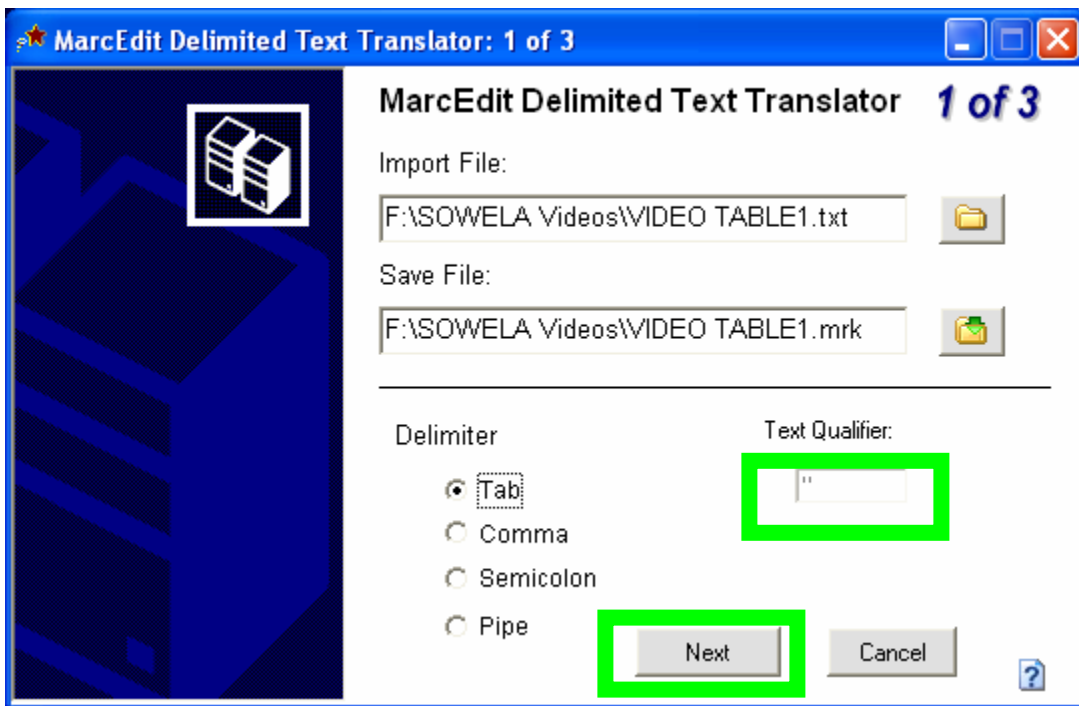 MarcEdit Delimited Text Translator: 1 of 3
MarcEdit Delimited Text Translator 1 of 3
Import File:
F:\SOWELA Videos\VIDEO TABLE1.txt
Save File:
F:\SOWELA Videos\VIDEO TABLE1.mrk
Delimiter Text Qualifier:
Tab "
Comma
Semicolon
Pipe
Next Cancel
?